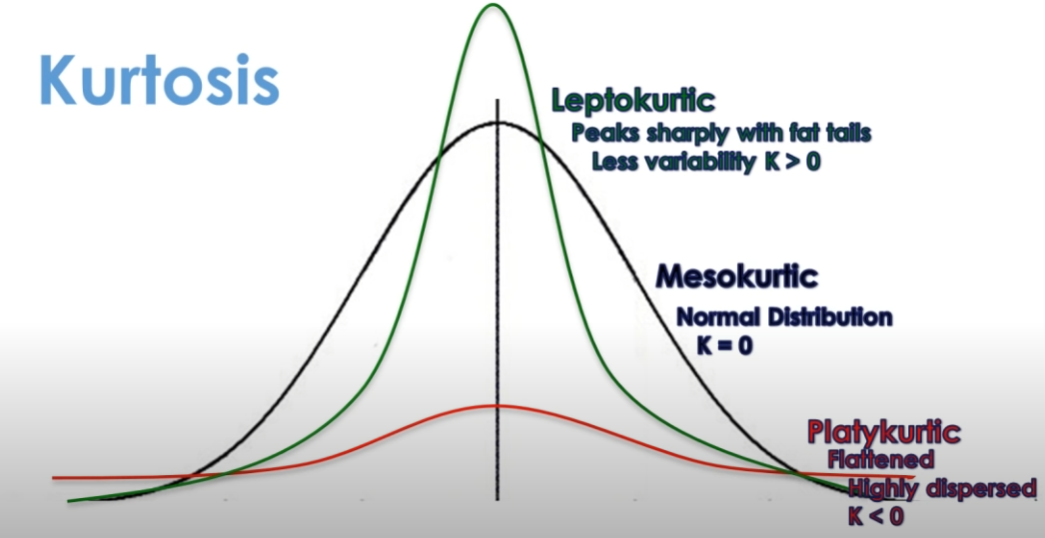 Kurtosis
Leptokurtic
Peaks sharply with fat tails
Less variability K > 0
Mesokurtic
Normal Distribution
K = 0
Platykurtic
Flattened
Highly dispersed
K < 0